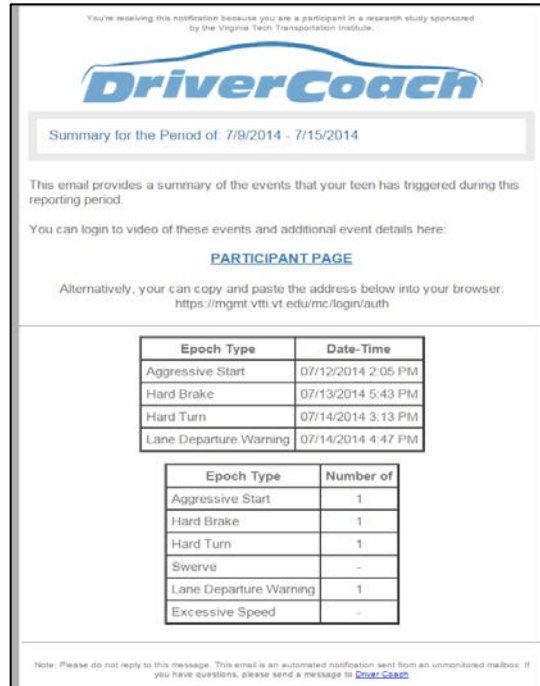 You're receiving this notification because you are a participant in a research study sponsored
by the Virginia Tech Transportation Institute.
DriverCoach
Summary for the Period of: 7/9/2014 - 7/15/2014
This email provides a summary of the events that your teen has triggered during this
reporting period.
You can login to video of these events and additional event details here:
PARTICIPANT PAGE
Alternatively, your can copy and paste the address below into your browser:
https://mgmt.vtti.vt.edu/mc/login/auth
Epoch Type Date-Time
Aggressive Start 07/12/2014 2:05 PM
Hard Brake 07/13/2014 5:43 PM
Hard Turn 07/14/2014 3:13 PM
Lane Departure Warning 07/14/2014 4:47 PM
Epoch Type Number of
Aggressive Start 1
Hard Brake 1
Hard Turn 1
Swerve -
Lane Departure Warning 1
Excessive Speed -
Note: Please do not reply to this message. This email is an automated notification sent from an unmonitored mailbox. If
you have questions, please send a message to Driver Coach